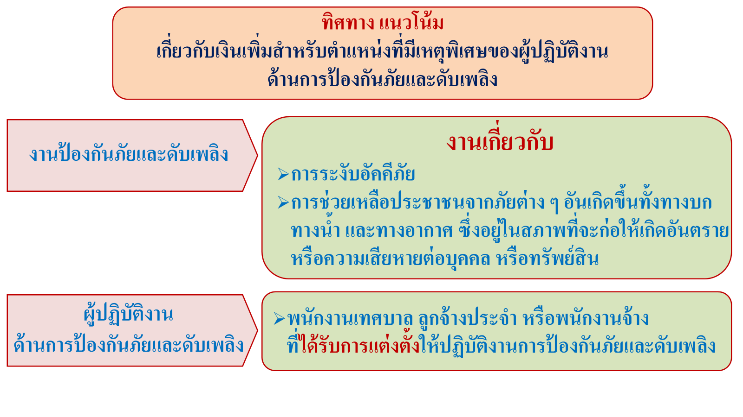 ทิศทาง แนวโน้ม
เกี่ยวกับเงินเพิ่มสำหรับตำแหน่งที่มีเหตุพิเศษของผู้ปฏิบัติงาน
ด้านการป้องกันภัยและดับเพลิง
งานป้องกันภัยและดับเพลิง
งานเกี่ยวกับ
➢การระงับอัคคีภัย
➢การช่วยเหลือประชาชนจากภัยต่าง ๆ อันเกิดขึ้นทั้งทางบก
ทางน้ำ และทางอากาศ ซึ่งอยู่ในสภาพที่จะก่อให้เกิดอันตราย
หรือความเสียหายต่อบุคคล หรือทรัพย์สิน
ผู้ปฏิบัติงาน
ด้านการป้องกันภัยและดับเพลิง
➢พนักงานเทศบาล ลูกจ้างประจำ หรือพนักงานจ้าง
ที่ได้รับการแต่งตั้งให้ปฏิบัติงานการป้องกันภัยและดับเพลิง